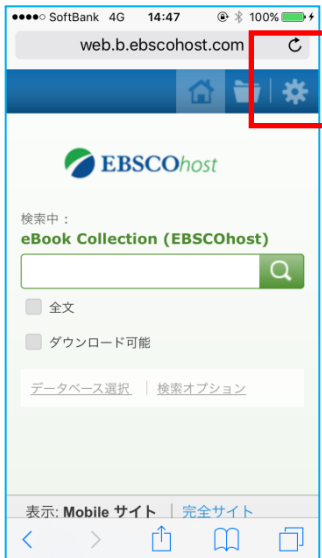 SoftBank 4G 14:47 100%
web.b.ebscohost.com
EBSCOhost
検索中：
eBook Collection (EBSCOhost)
全文
ダウンロード可能
データベース選択 | 検索オプション
表示: Mobile サイト | 完全サイト